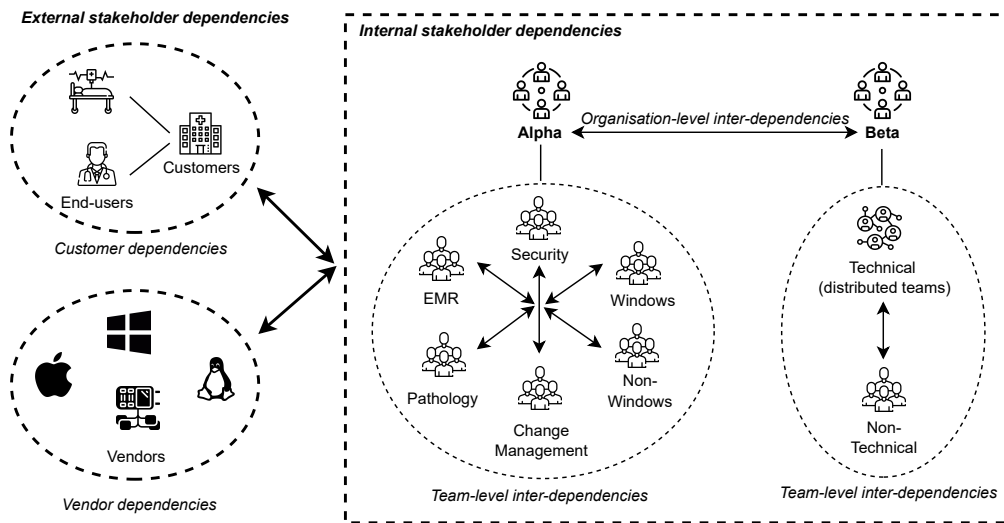 External stakeholder dependencies
Customers
End-users
Customer dependencies
Vendors
Vendor dependencies
Internal stakeholder dependencies
Organisation-level inter-dependencies
Alpha
Beta
Security
EMR
Windows
Pathology
Non-
Windows
Change
Management
Team-level inter-dependencies
Technical
(distributed teams)
Non-
Technical
Team-level inter-dependencies